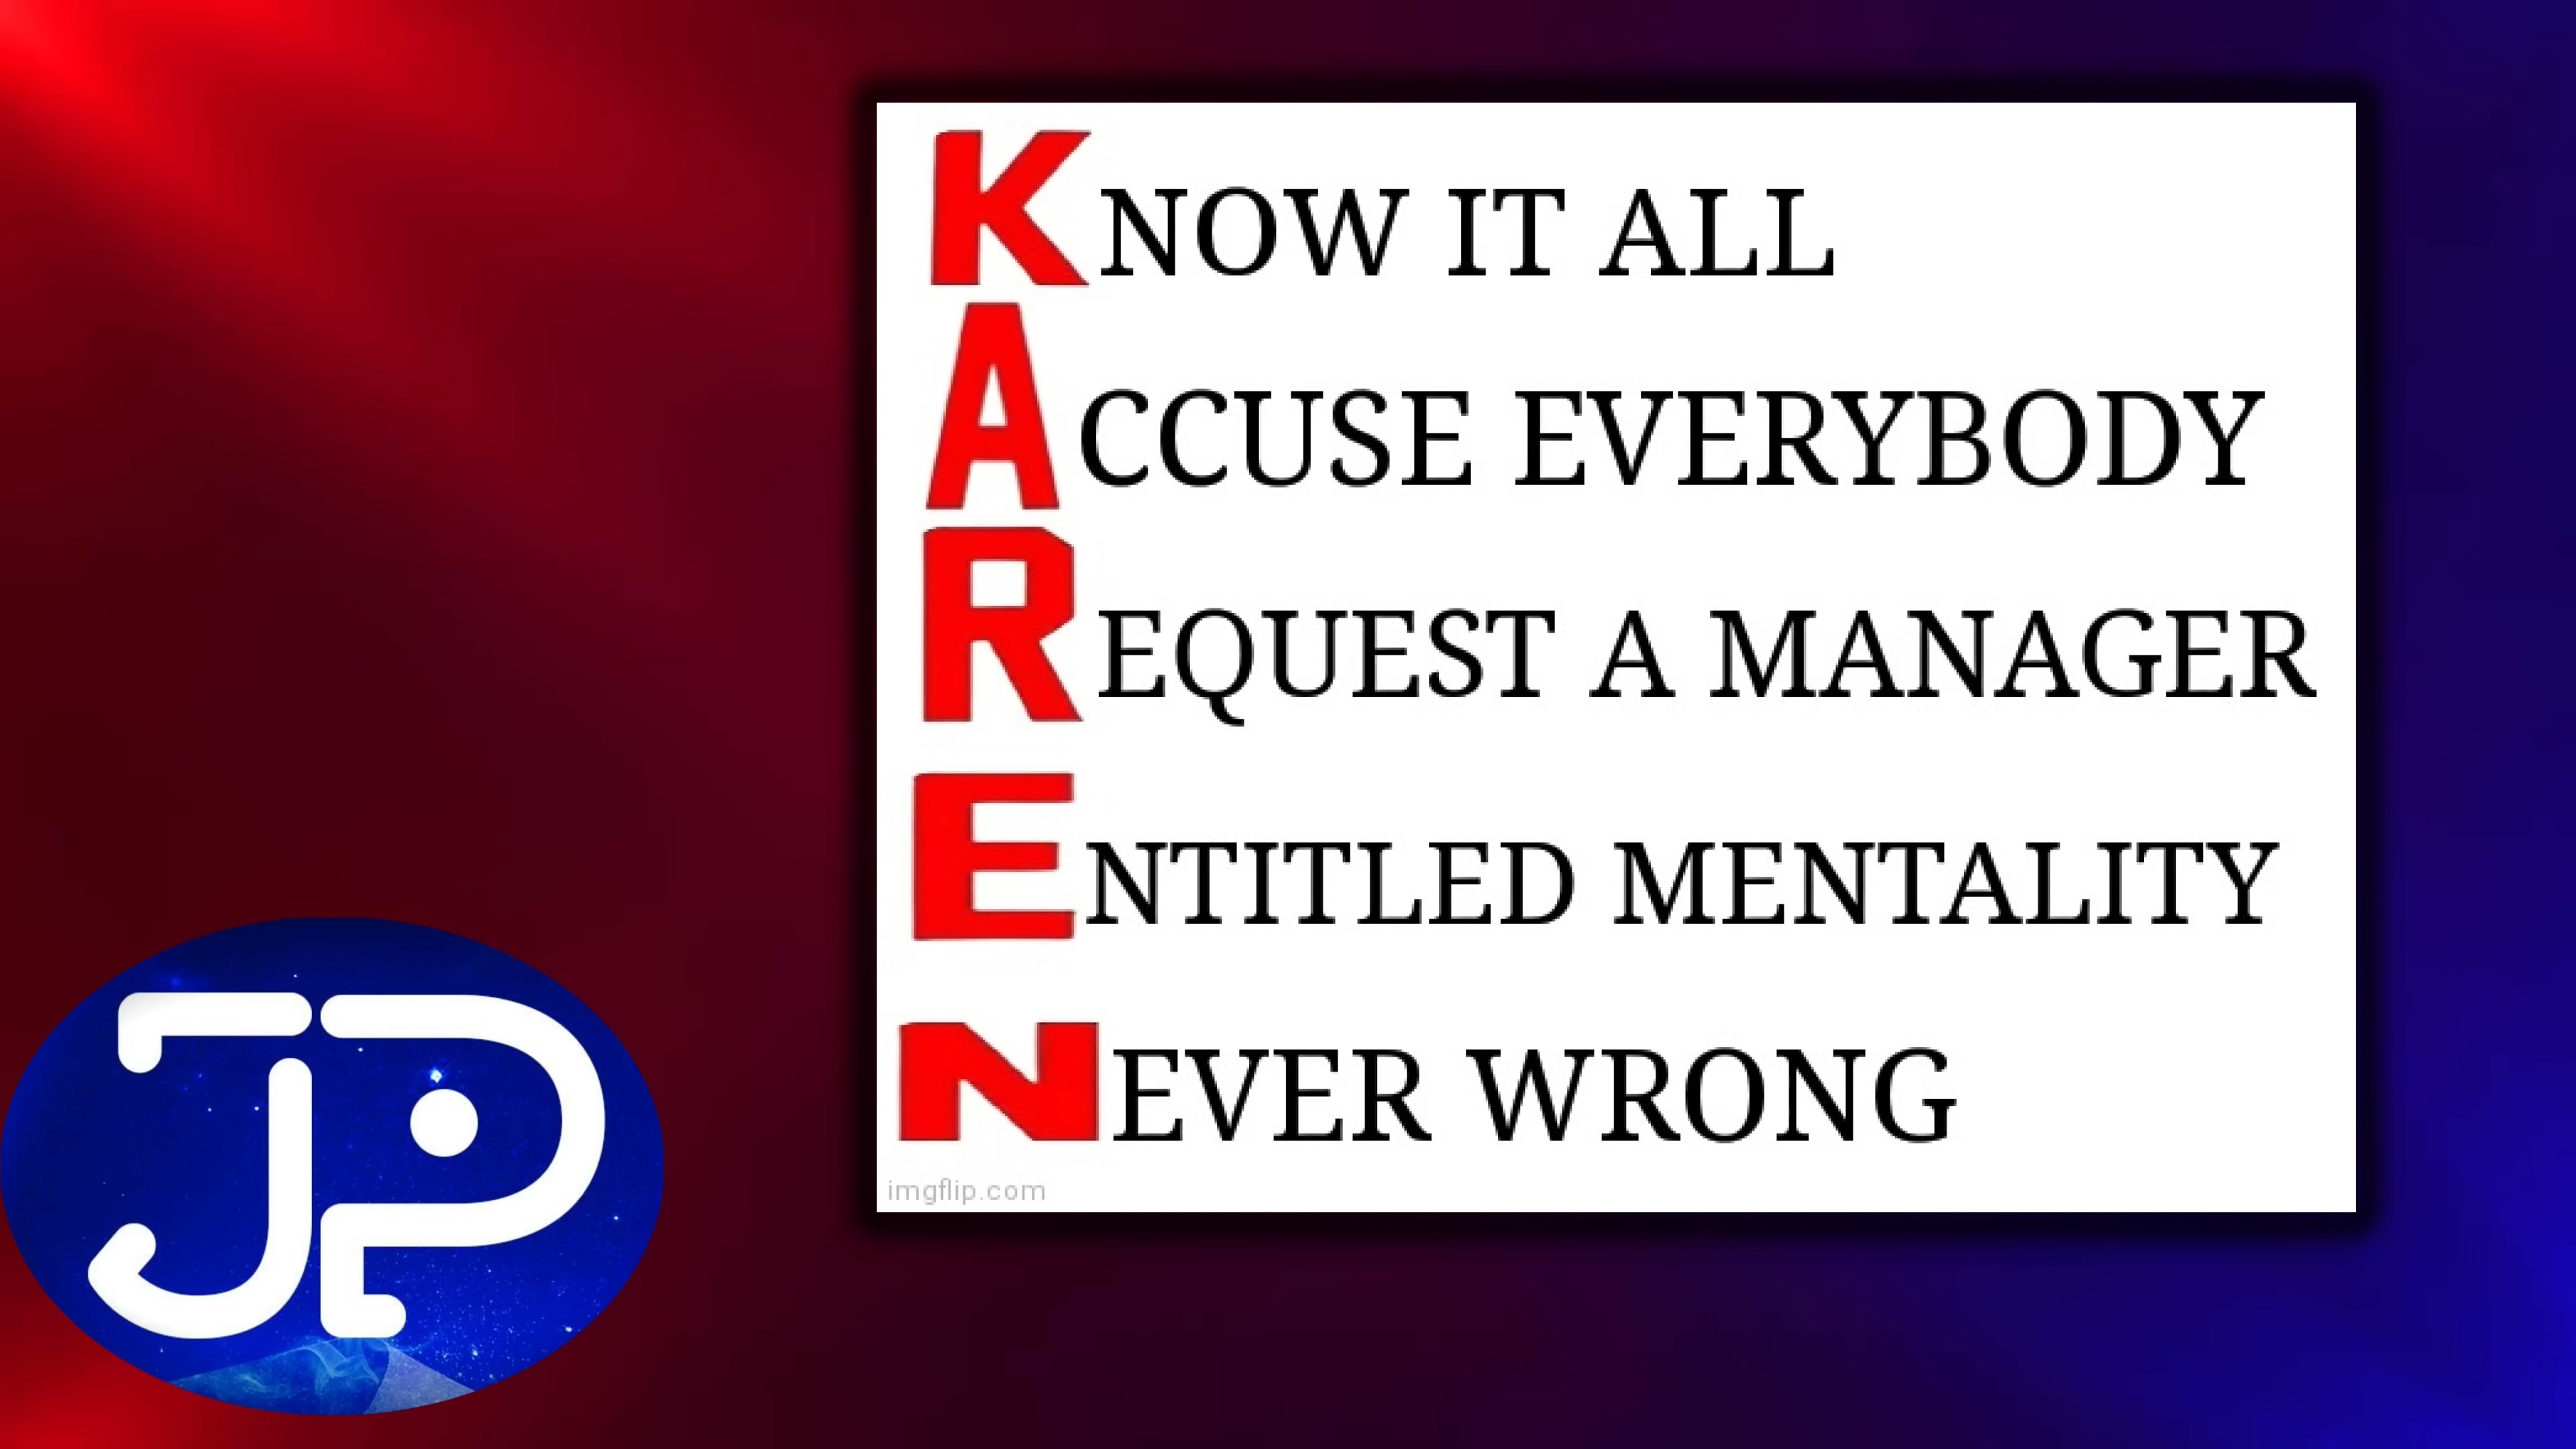 KNOW IT ALL
ACCUSE EVERYBODY
REQUEST A MANAGER
ENTITLED MENTALITY
NEVER WRONG
imgflip.com
JP